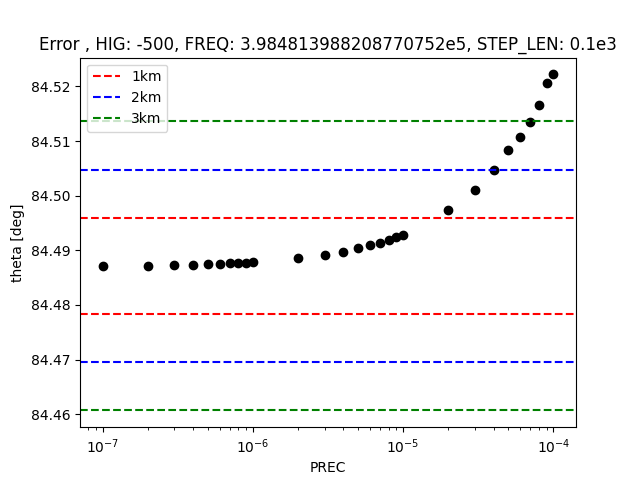 Error , HIG: -500, FREQ: 3.984813988208770752e5, STEP_LEN: 0.1e3
1km
2km
3km
84.52
84.51
84.50
84.49
84.48
84.47
84.46
theta [deg]
10⁻⁷
10⁻⁶
10⁻⁵
10⁻⁴
PREC